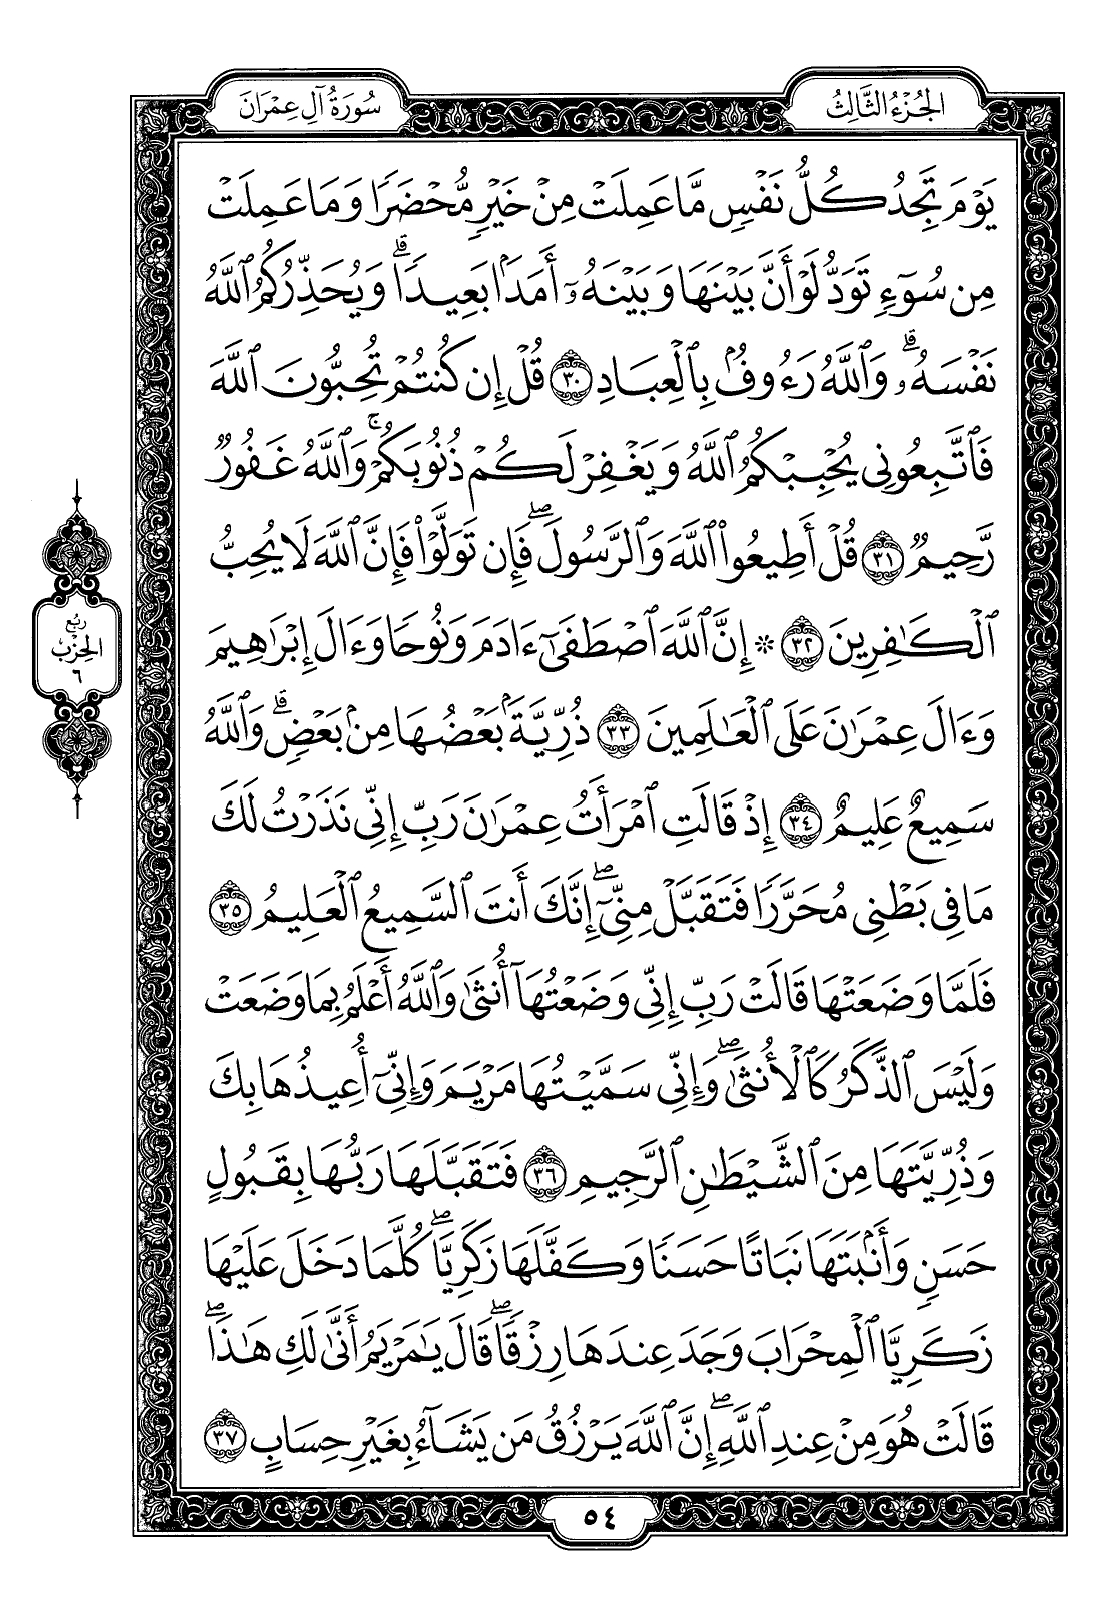 الجُزْءُ الثَّالِثُ
سُورَةُ آلِ عِمْرَانَ
يَوْمَ تَجِدُ كُلُّ نَفْسٍ مَّا عَمِلَتْ مِنْ خَيْرٍ مُّحْضَرًا وَمَا عَمِلَتْ
مِن سُوٓءٍ تَوَدُّ لَوْ أَنَّ بَيْنَهَا وَبَيْنَهُۥٓ أَمَدَۢا بَعِيدًاۗ وَيُحَذِّرُكُمُ ٱللَّهُ
نَفْسَهُۥۗ وَٱللَّهُ رَءُوفُۢ بِٱلْعِبَادِ ٣٠ قُلْ إِن كُنتُمْ تُحِبُّونَ ٱللَّهَ
فَٱتَّبِعُونِى يُحْبِبْكُمُ ٱللَّهُ وَيَغْفِرْ لَكُمْ ذُنُوبَكُمْۚ وَٱللَّهُ غَفُورٌ
رَّحِيمٌ ٣١ قُلْ أَطِيعُوا۟ ٱللَّهَ وَٱلرَّسُولَۖ فَإِن تَوَلَّوْا۟ فَإِنَّ ٱللَّهَ لَا يُحِبُّ
ٱلْكَٰفِرِينَ ٣٢ ۞ إِنَّ ٱللَّهَ ٱصْطَفَىٰٓ ءَادَمَ وَنُوحًا وَءَالَ إِبْرَٰهِيمَ
وَءَالَ عِمْرَٰنَ عَلَى ٱلْعَٰلَمِينَ ٣٣ ذُرِّيَّةَۢ بَعْضُهَا مِنۢ بَعْضٍۗ وَٱللَّهُ
سَمِيعٌ عَلِيمٌ ٣٤ إِذْ قَالَتِ ٱمْرَأَتُ عِمْرَٰنَ رَبِّ إِنِّى نَذَرْتُ لَكَ
مَا فِى بَطْنِى مُحَرَّرًا فَتَقَبَّلْ مِنِّىٓۖ إِنَّكَ أَنتَ ٱلسَّمِيعُ ٱلْعَلِيمُ ٣٥
فَلَمَّا وَضَعَتْهَا قَالَتْ رَبِّ إِنِّى وَضَعْتُهَآ أُنثَىٰ وَٱللَّهُ أَعْلَمُ بِمَا وَضَعَتْ
وَلَيْسَ ٱلذَّكَرُ كَٱلْأُنثَىٰۖ وَإِنِّى سَمَّيْتُهَا مَرْيَمَ وَإِنِّىٓ أُعِيذُهَا بِكَ
وَذُرِّيَّتَهَا مِنَ ٱلشَّيْطَٰنِ ٱلرَّجِيمِ ٣٦ فَتَقَبَّلَهَا رَبُّهَا بِقَبُولٍ
حَسَنٍ وَأَنۢبَتَهَا نَبَاتًا حَسَنًا وَكَفَّلَهَا زَكَرِيَّاۖ كُلَّمَا دَخَلَ عَلَيْهَا
زَكَرِيَّا ٱلْمِحْرَابَ وَجَدَ عِندَهَا رِزْقًاۖ قَالَ يَٰمَرْيَمُ أَنَّىٰ لَكِ هَٰذَاۖ
قَالَتْ هُوَ مِنْ عِندِ ٱللَّهِۖ إِنَّ ٱللَّهَ يَرْزُقُ مَن يَشَآءُ بِغَيْرِ حِسَابٍ ٣٧
رُبْع
الحِزْبِ
٦
٥٤